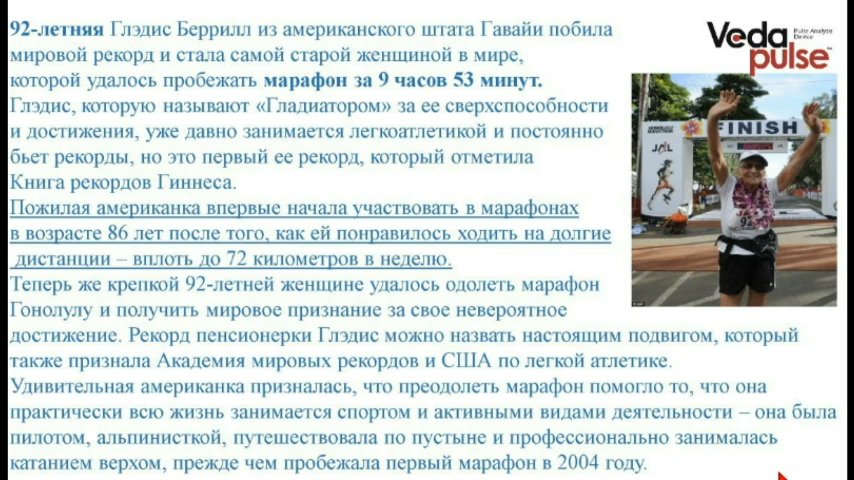 92-летняя Глэдис Беррилл из американского штата Гавайи побила
мировой рекорд и стала самой старой женщиной в мире,
которой удалось пробежать марафон за 9 часов 53 минут.
Глэдис, которую называют «Гладиатором» за ее сверхспособности
и достижения, уже давно занимается легкоатлетикой и постоянно
бьет рекорды, но это первый ее рекорд, который отметила
Книга рекордов Гиннеса.
Пожилая американка впервые начала участвовать в марафонах
в возрасте 86 лет после того, как ей понравилось ходить на долгие
дистанции – вплоть до 72 километров в неделю.
Теперь же крепкой 92-летней женщине удалось одолеть марафон
Гонолулу и получить мировое признание за свое невероятное
достижение. Рекорд пенсионерки Глэдис можно назвать настоящим подвигом, который
также признала Академия мировых рекордов и США по легкой атлетике.
Удивительная американка призналась, что преодолеть марафон помогло то, что она
практически всю жизнь занимается спортом и активными видами деятельности – она была
пилотом, альпинисткой, путешествовала по пустыне и профессионально занималась
катанием верхом, прежде чем пробежала первый марафон в 2004 году.
Veda
pulse™
Pulse Analysis
Device
FINISH
JAL